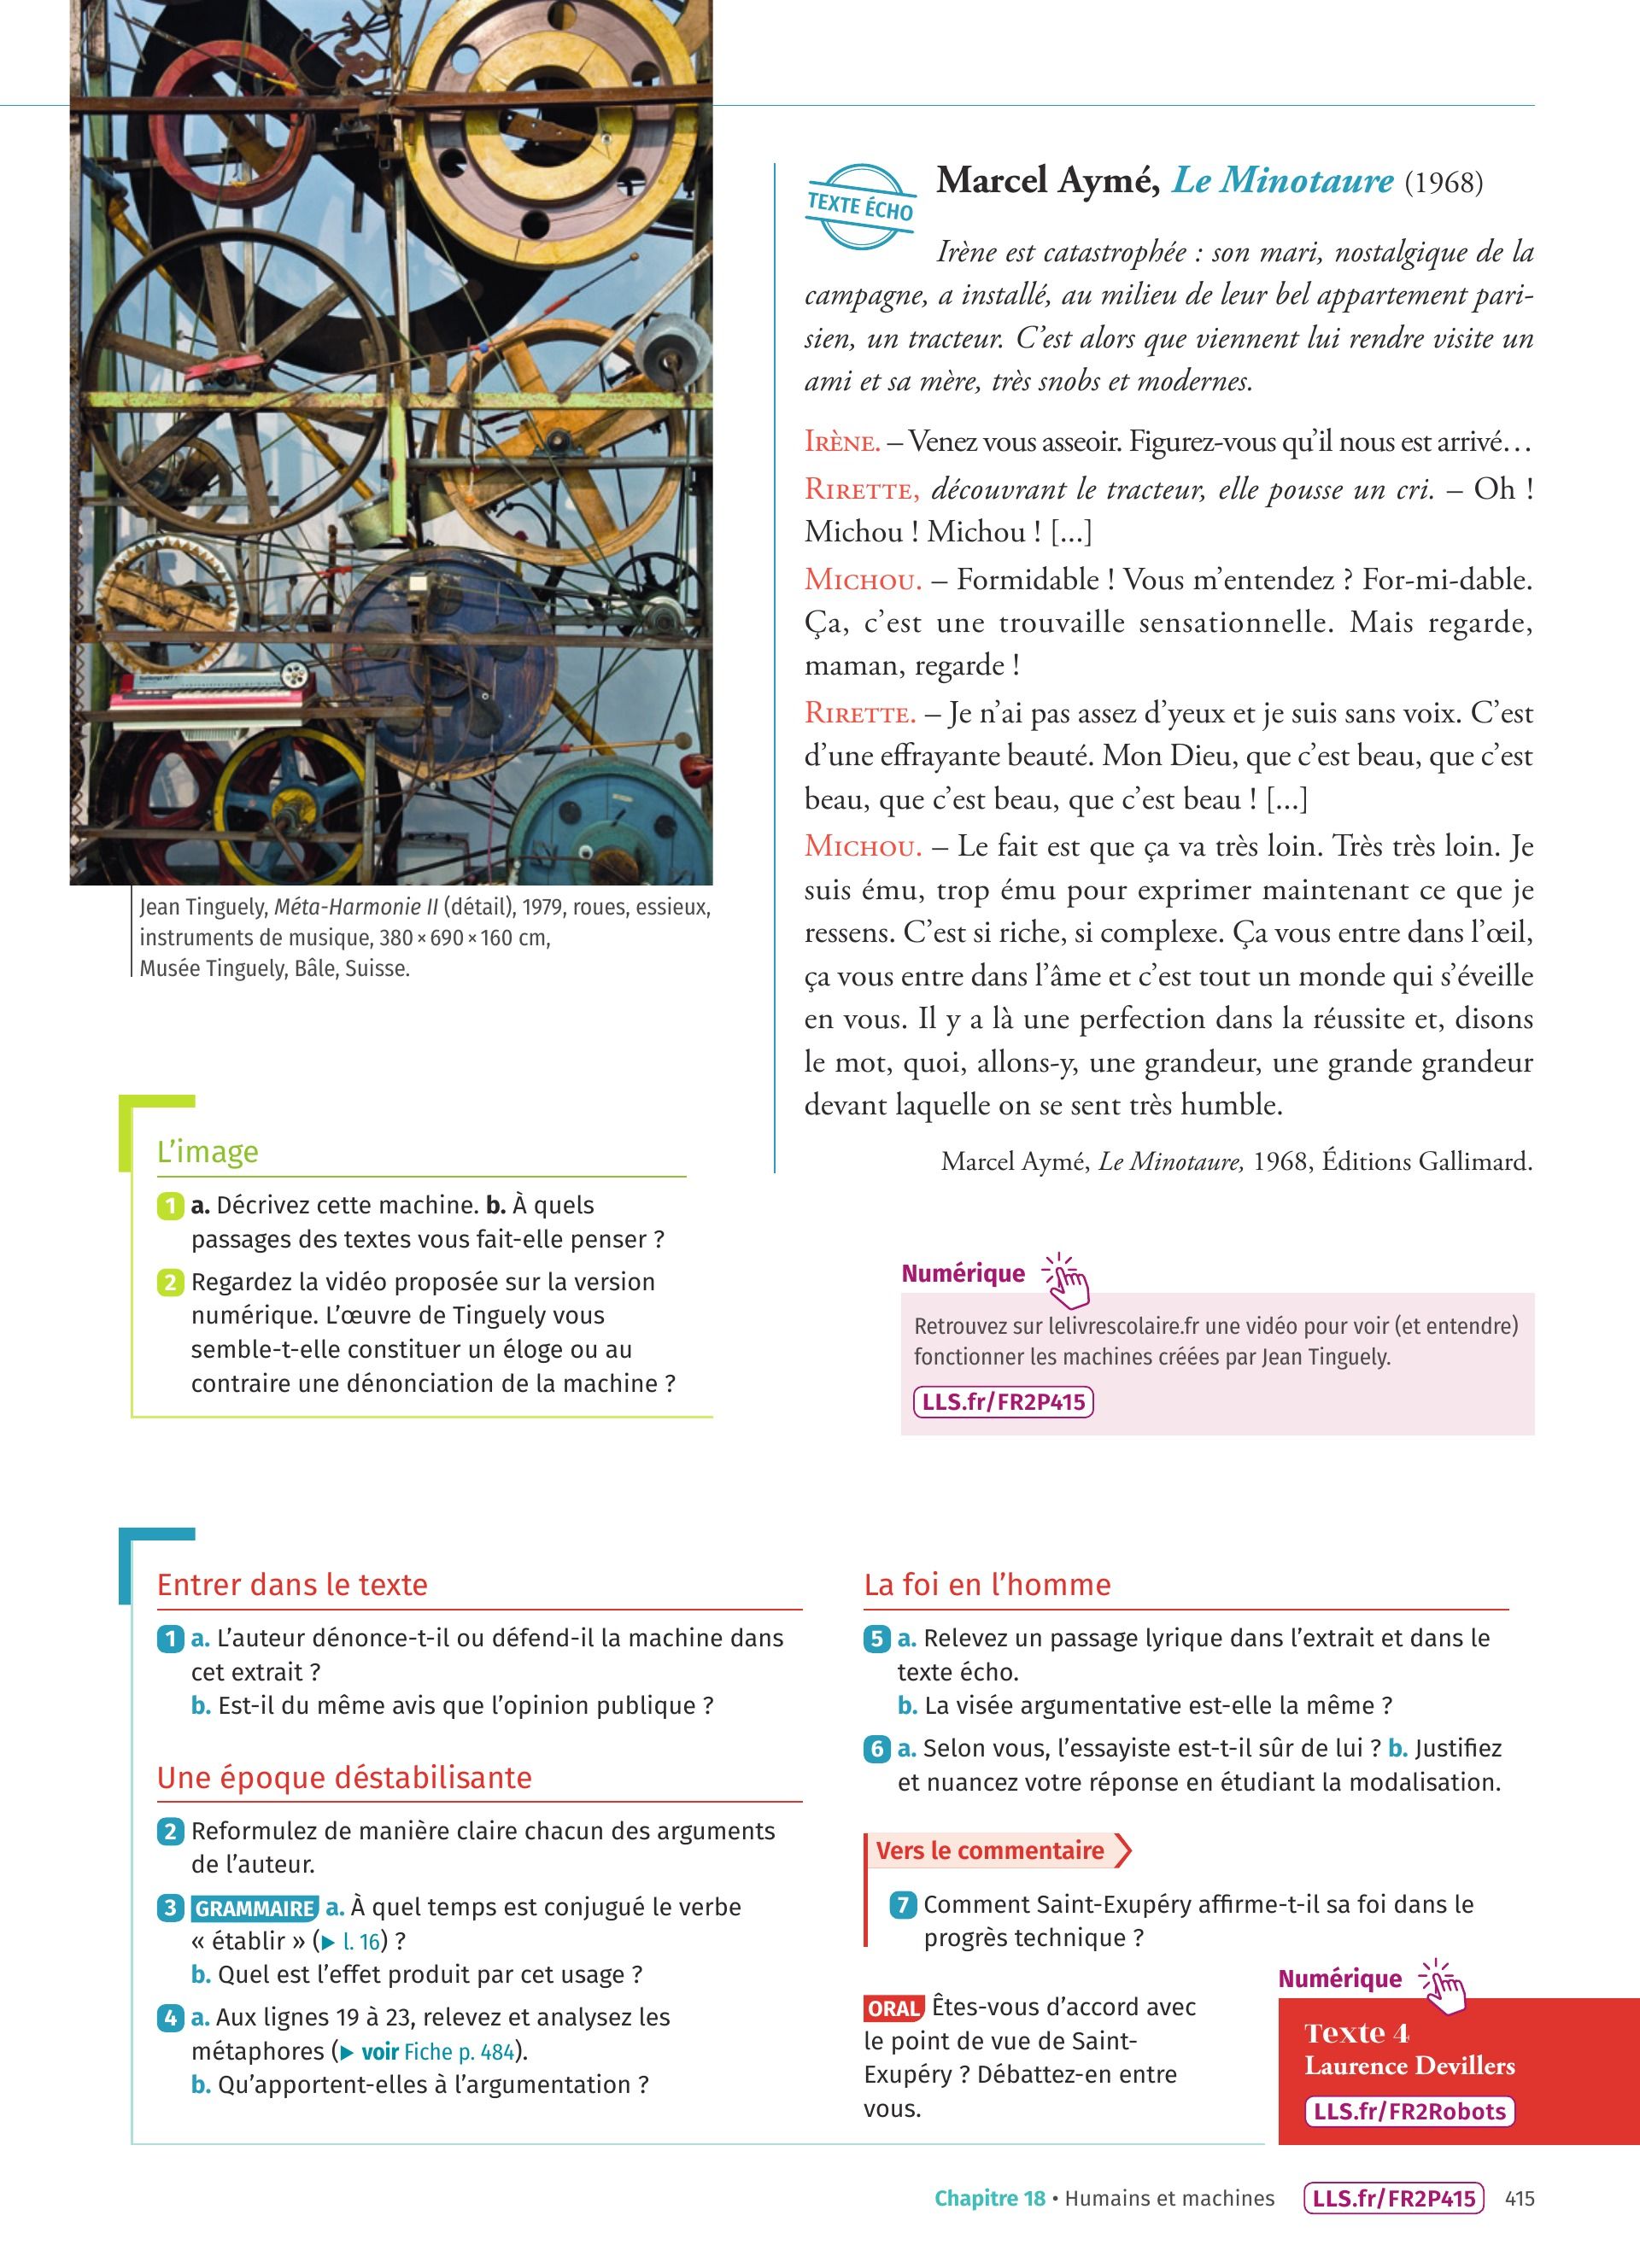 TEXTE ÉCHO
Marcel Aymé, Le Minotaure (1968)
Irène est catastrophée : son mari, nostalgique de la
campagne, a installé, au milieu de leur bel appartement pari-
sien, un tracteur. C'est alors que viennent lui rendre visite un
ami et sa mère, très snobs et modernes.
IRÈNE. – Venez vous asseoir. Figurez-vous qu'il nous est arrivé…
RIRETTE, découvrant le tracteur, elle pousse un cri. – Oh !
Michou ! Michou ! [...]
MICHOU. – Formidable ! Vous m'entendez ? For-mi-dable.
Ça, c'est une trouvaille sensationnelle. Mais regarde,
maman, regarde !
RIRETTE. – Je n'ai pas assez d'yeux et je suis sans voix. C'est
d'une effrayante beauté. Mon Dieu, que c'est beau, que c'est
beau, que c'est beau, que c'est beau ! [...]
MICHOU. – Le fait est que ça va très loin. Très très loin. Je
suis ému, trop ému pour exprimer maintenant ce que je
ressens. C'est si riche, si complexe. Ça vous entre dans l'œil,
ça vous entre dans l'âme et c'est tout un monde qui s'éveille
en vous. Il y a là une perfection dans la réussite et, disons
le mot, quoi, allons-y, une grandeur, une grande grandeur
devant laquelle on se sent très humble.
Marcel Aymé, Le Minotaure, 1968, Éditions Gallimard.
Jean Tinguely, Méta-Harmonie II (détail), 1979, roues, essieux,
instruments de musique, 380 × 690 × 160 cm,
Musée Tinguely, Bâle, Suisse.
L'image
1 a. Décrivez cette machine. b. À quels
passages des textes vous fait-elle penser ?
2 Regardez la vidéo proposée sur la version
numérique. L'œuvre de Tinguely vous
semble-t-elle constituer un éloge ou au
contraire une dénonciation de la machine ?
Numérique
Retrouvez sur lelivrescolaire.fr une vidéo pour voir (et entendre)
fonctionner les machines créées par Jean Tinguely.
LLS.fr/FR2P415
Entrer dans le texte
1 a. L'auteur dénonce-t-il ou défend-il la machine dans
cet extrait ?
b. Est-il du même avis que l'opinion publique ?
Une époque déstabilisante
2 Reformulez de manière claire chacun des arguments
de l'auteur.
3 GRAMMAIRE a. À quel temps est conjugué le verbe
« établir » (▶ l. 16) ?
b. Quel est l'effet produit par cet usage ?
4 a. Aux lignes 19 à 23, relevez et analysez les
métaphores (▶ voir Fiche p. 484).
b. Qu'apportent-elles à l'argumentation ?
La foi en l'homme
5 a. Relevez un passage lyrique dans l'extrait et dans le
texte écho.
b. La visée argumentative est-elle la même ?
6 a. Selon vous, l'essayiste est-t-il sûr de lui ? b. Justifiez
et nuancez votre réponse en étudiant la modalisation.
Vers le commentaire
7 Comment Saint-Exupéry affirme-t-il sa foi dans le
progrès technique ?
ORAL Êtes-vous d'accord avec
le point de vue de Saint-
Exupéry ? Débattez-en entre
vous.
Numérique
Texte 4
Laurence Devillers
LLS.fr/FR2Robots
Chapitre 18 • Humains et machines LLS.fr/FR2P415 415